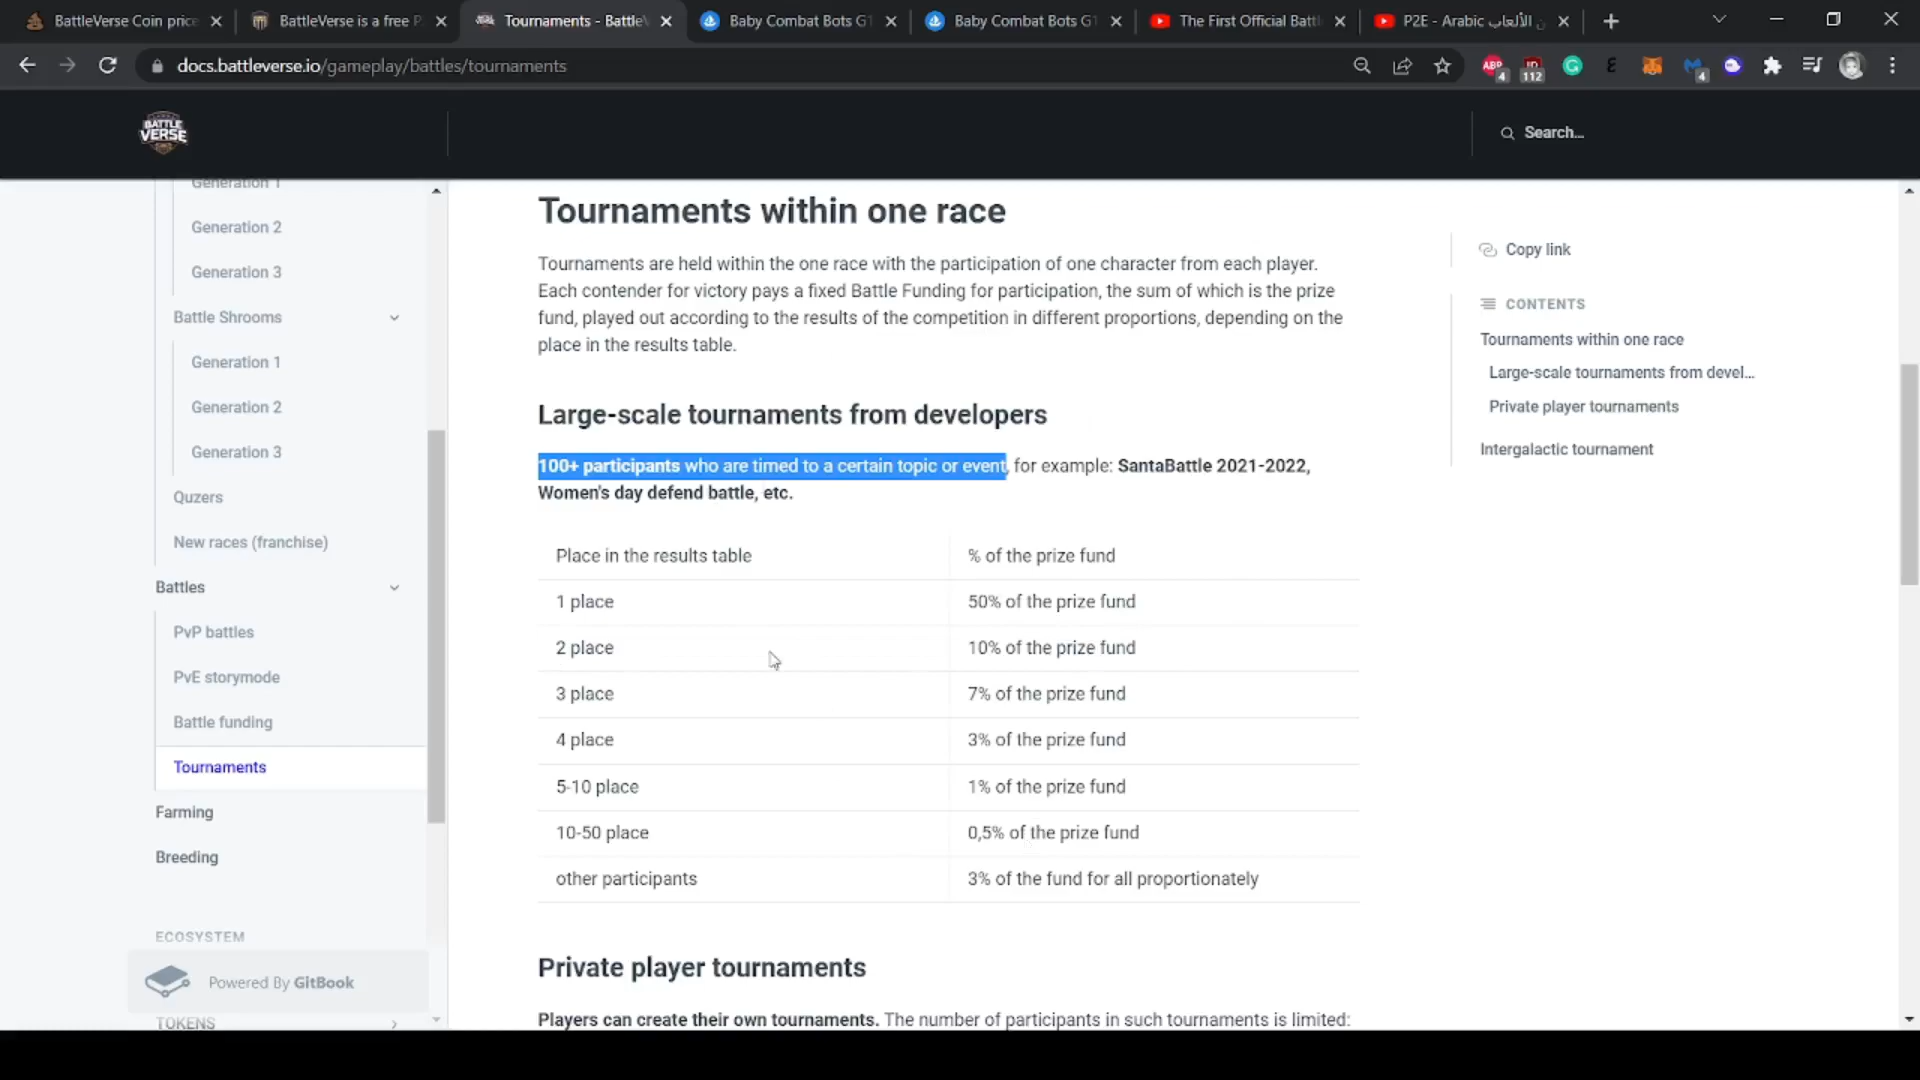 BattleVerse Coin price
BattleVerse is a free P
Tournaments - BattleV
Baby Combat Bots G1
Baby Combat Bots G1
The First Official Battl
P2E - Arabic ن الألعاب
docs.battleverse.io/gameplay/battles/tournaments
ABP
4
112
4
BATTLE
VERSE
Search...
Generation 1
Generation 2
Generation 3
Battle Shrooms
Generation 1
Generation 2
Generation 3
Quzers
New races (franchise)
Battles
PvP battles
PvE storymode
Battle funding
Tournaments
Farming
Breeding
ECOSYSTEM
Powered By GitBook
TOKENS
Tournaments within one race
Tournaments are held within the one race with the participation of one character from each player.
Each contender for victory pays a fixed Battle Funding for participation, the sum of which is the prize
fund, played out according to the results of the competition in different proportions, depending on the
place in the results table.
Large-scale tournaments from developers
100+ participants who are timed to a certain topic or event, for example: SantaBattle 2021-2022,
Women's day defend battle, etc.
Place in the results table % of the prize fund
1 place 50% of the prize fund
2 place 10% of the prize fund
3 place 7% of the prize fund
4 place 3% of the prize fund
5-10 place 1% of the prize fund
10-50 place 0,5% of the prize fund
other participants 3% of the fund for all proportionately
Private player tournaments
Players can create their own tournaments. The number of participants in such tournaments is limited:
Copy link
CONTENTS
Tournaments within one race
Large-scale tournaments from devel...
Private player tournaments
Intergalactic tournament